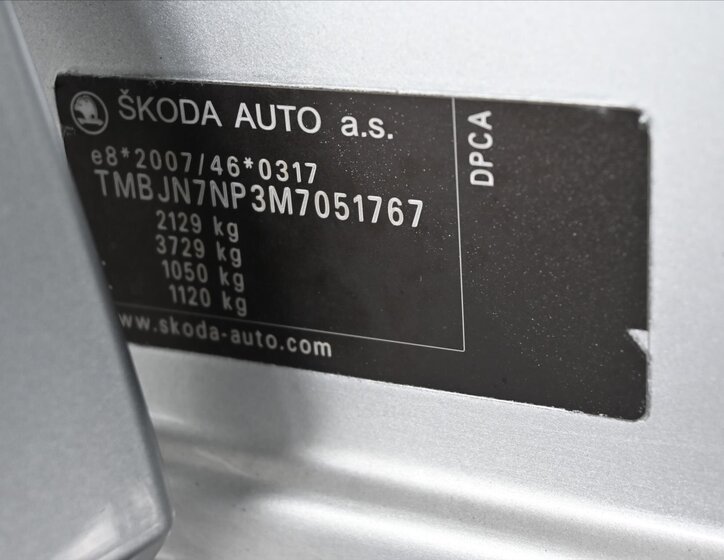 ŠKODA AUTO a.s.
e8*2007/46*0317
TMBJN7NP3M7051767
2129 kg
3729 kg
1050 kg
1120 kg
www.skoda-auto.com
DPCA